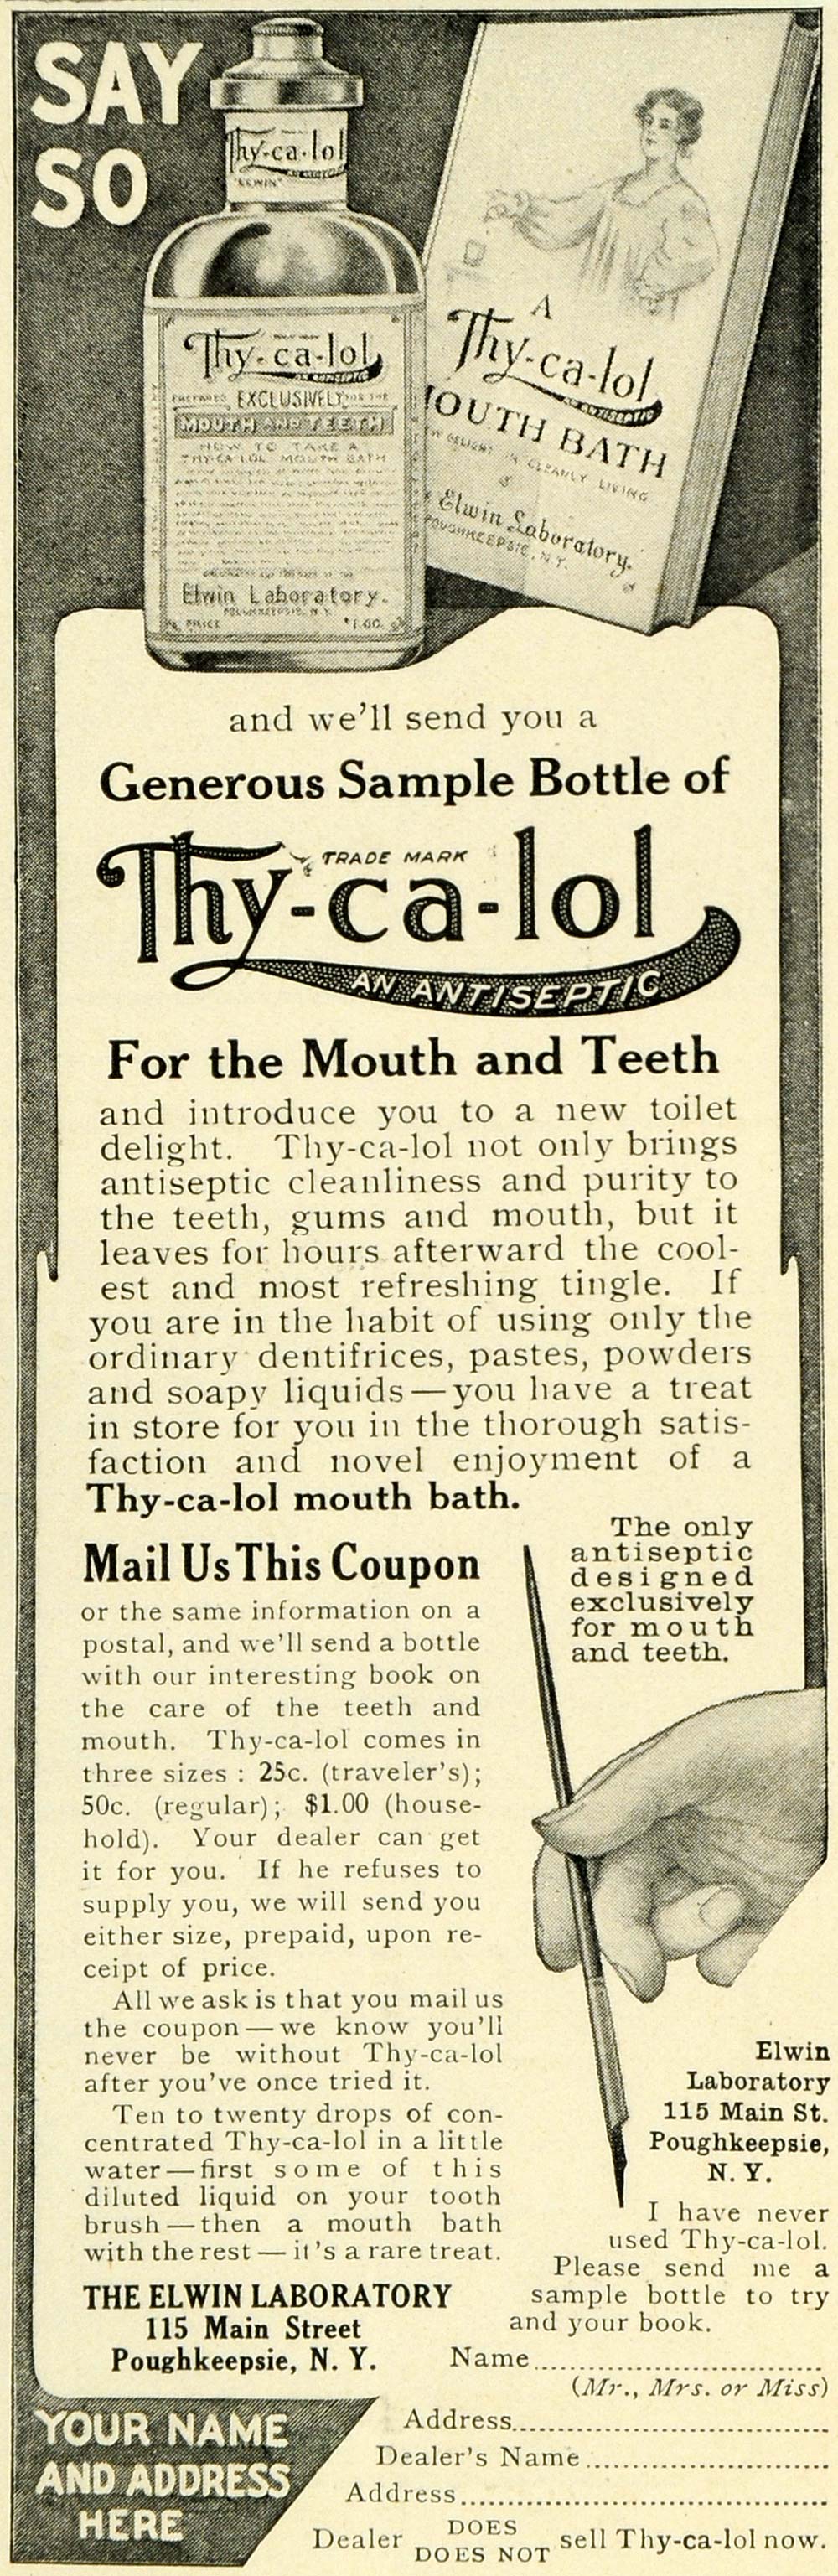 SAY
SO
Thy-ca-lol
AN ANTISEPTIC
"ELWIN"
Thy-ca-lol
AN ANTISEPTIC
PREPARED EXCLUSIVELY FOR THE
MOUTH AND TEETH
HOW TO TAKE A
THY-CA-LOL MOUTH BATH
Elwin Laboratory.
POUGHKEEPSIE, N.Y.
PRICE $1.00
A
Thy-ca-lol
AN ANTISEPTIC
MOUTH BATH
NEW DELIGHT IN CLEANLY LIVING
Elwin Laboratory.
POUGHKEEPSIE, N.Y.
and we'll send you a
Generous Sample Bottle of
TRADE MARK
Thy-ca-lol
AN ANTISEPTIC
For the Mouth and Teeth
and introduce you to a new toilet
delight. Thy-ca-lol not only brings
antiseptic cleanliness and purity to
the teeth, gums and mouth, but it
leaves for hours afterward the cool-
est and most refreshing tingle. If
you are in the habit of using only the
ordinary dentifrices, pastes, powders
and soapy liquids—you have a treat
in store for you in the thorough satis-
faction and novel enjoyment of a
Thy-ca-lol mouth bath.
Mail Us This Coupon
or the same information on a
postal, and we'll send a bottle
with our interesting book on
the care of the teeth and
mouth. Thy-ca-lol comes in
three sizes: 25c. (traveler's);
50c. (regular); $1.00 (house-
hold). Your dealer can get
it for you. If he refuses to
supply you, we will send you
either size, prepaid, upon re-
ceipt of price.
All we ask is that you mail us
the coupon—we know you'll
never be without Thy-ca-lol
after you've once tried it.
Ten to twenty drops of con-
centrated Thy-ca-lol in a little
water—first some of this
diluted liquid on your tooth
brush—then a mouth bath
with the rest—it's a rare treat.
THE ELWIN LABORATORY
115 Main Street
Poughkeepsie, N. Y.
The only
antiseptic
designed
exclusively
for mouth
and teeth.
Elwin
Laboratory
115 Main St.
Poughkeepsie,
N. Y.
I have never
used Thy-ca-lol.
Please send me a
sample bottle to try
and your book.
Name
(Mr., Mrs. or Miss)
Address
Dealer's Name
Address
Dealer DOES
DOES NOT sell Thy-ca-lol now.
YOUR NAME
AND ADDRESS
HERE